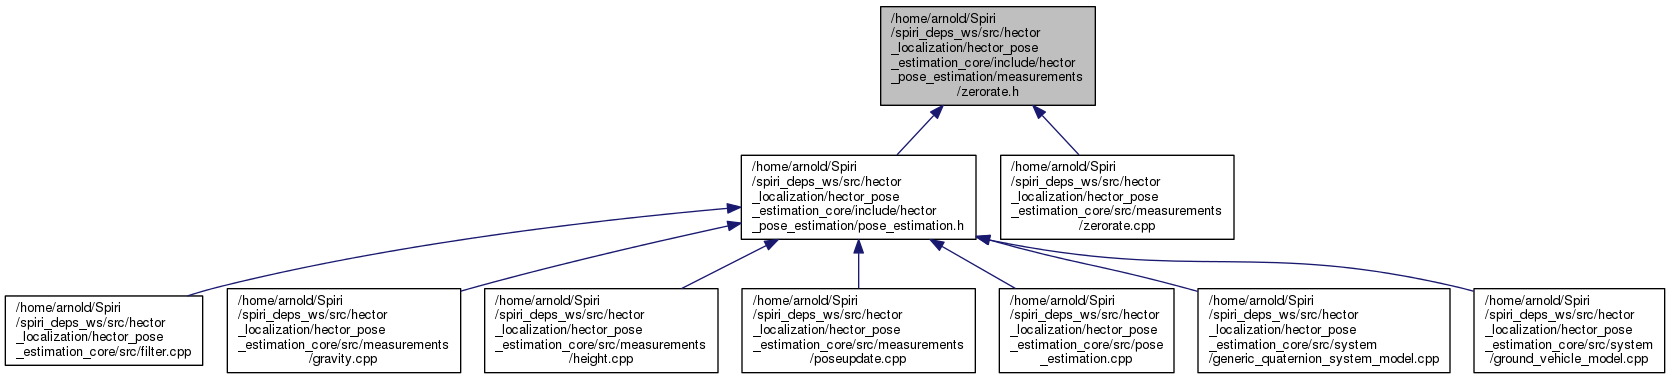 /home/arnold/Spiri
/spiri_deps_ws/src/hector
_localization/hector_pose
_estimation_core/include/hector
_pose_estimation/measurements
/zerorate.h
/home/arnold/Spiri
/spiri_deps_ws/src/hector
_localization/hector_pose
_estimation_core/include/hector
_pose_estimation/pose_estimation.h
/home/arnold/Spiri
/spiri_deps_ws/src/hector
_localization/hector_pose
_estimation_core/src/measurements
/zerorate.cpp
/home/arnold/Spiri
/spiri_deps_ws/src/hector
_localization/hector_pose
_estimation_core/src/filter.cpp
/home/arnold/Spiri
/spiri_deps_ws/src/hector
_localization/hector_pose
_estimation_core/src/measurements
/gravity.cpp
/home/arnold/Spiri
/spiri_deps_ws/src/hector
_localization/hector_pose
_estimation_core/src/measurements
/height.cpp
/home/arnold/Spiri
/spiri_deps_ws/src/hector
_localization/hector_pose
_estimation_core/src/measurements
/poseupdate.cpp
/home/arnold/Spiri
/spiri_deps_ws/src/hector
_localization/hector_pose
_estimation_core/src/pose
_estimation.cpp
/home/arnold/Spiri
/spiri_deps_ws/src/hector
_localization/hector_pose
_estimation_core/src/system
/generic_quaternion_system_model.cpp
/home/arnold/Spiri
/spiri_deps_ws/src/hector
_localization/hector_pose
_estimation_core/src/system
/ground_vehicle_model.cpp